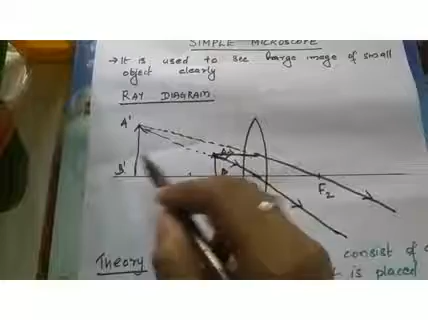 SIMPLE MICROSCOPE
→ It is used to see large image of small
object clearly
RAY DIAGRAM
A'
A
B'
B
F2
Theory
consist of
is placed